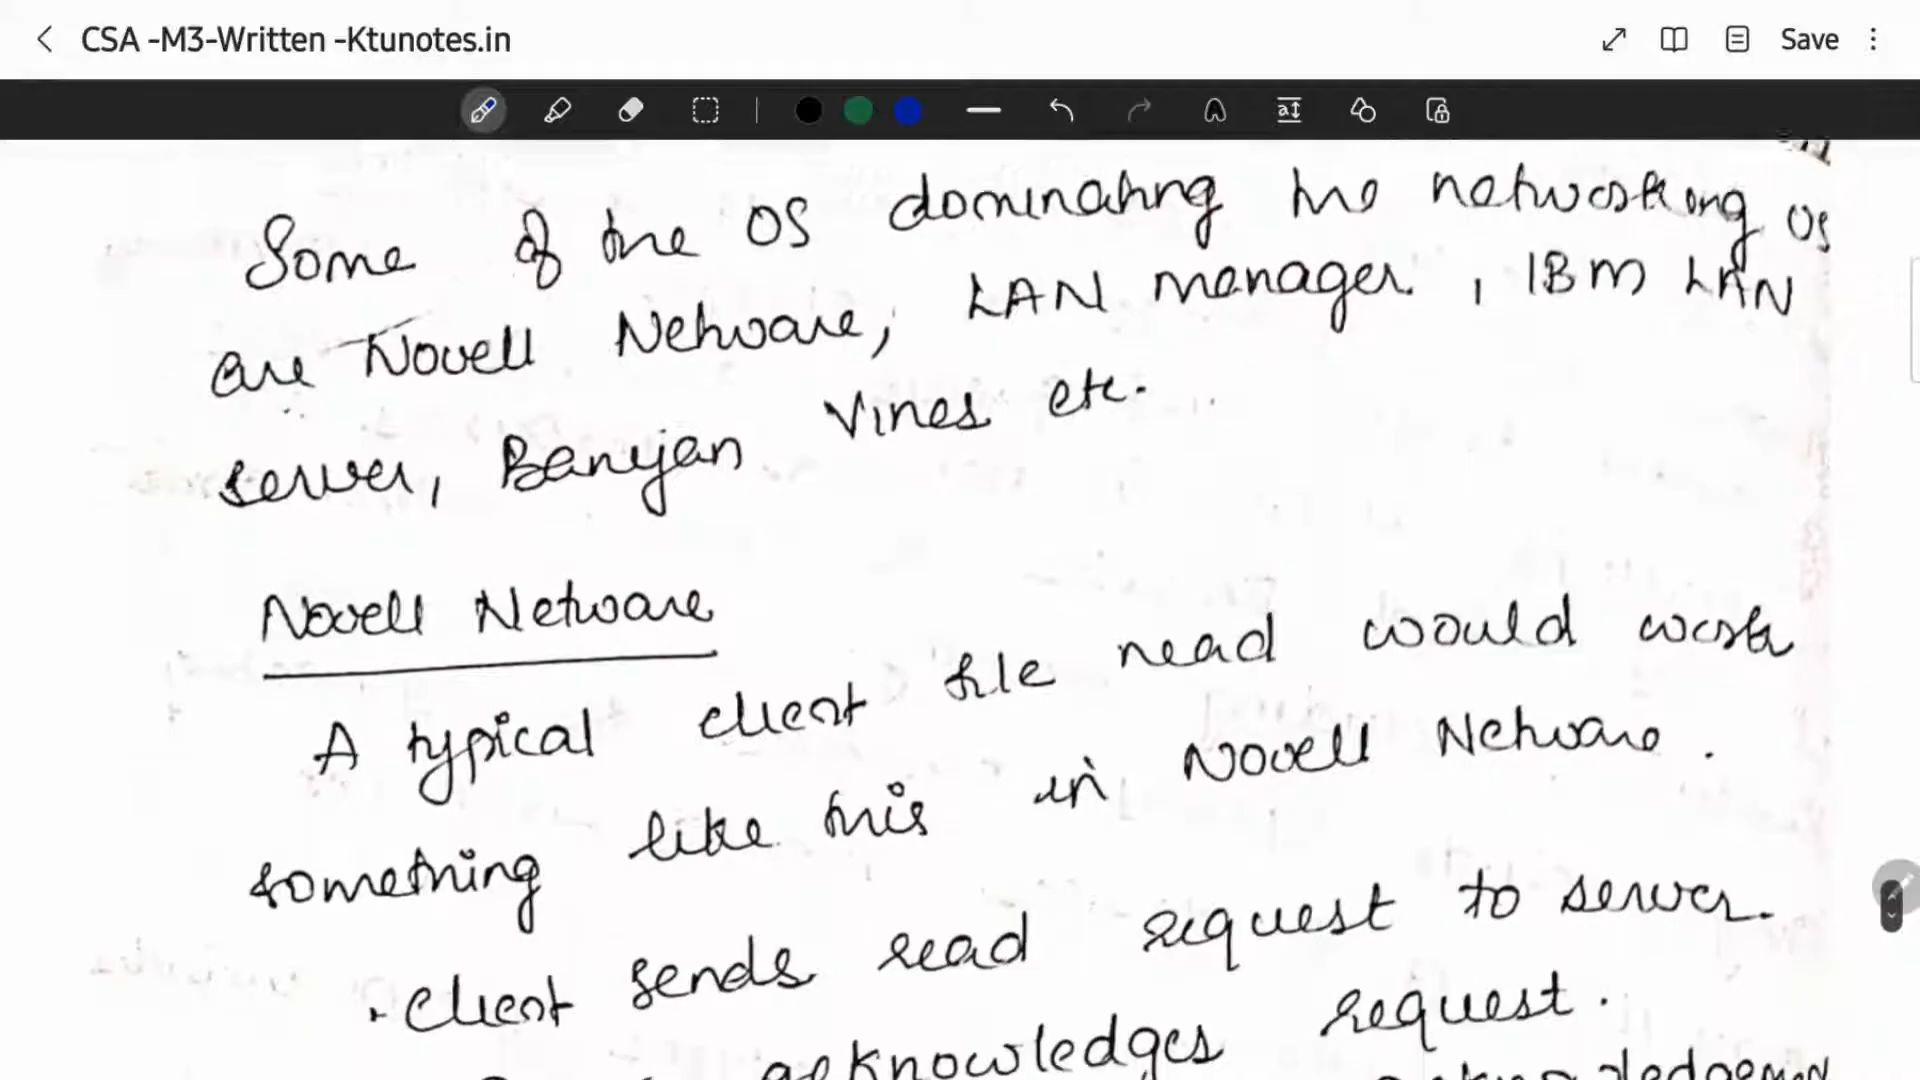 CSA -M3-Written -Ktunotes.in
Save
Some of the OS dominating the networking OS
are Novell Netware, LAN manager, IBM LAN
server, Banyan Vines etc.
Novell Netware
A typical client file read would work
something like this in Novell Netware.
. Client sends read request to server.
acknowledges request.